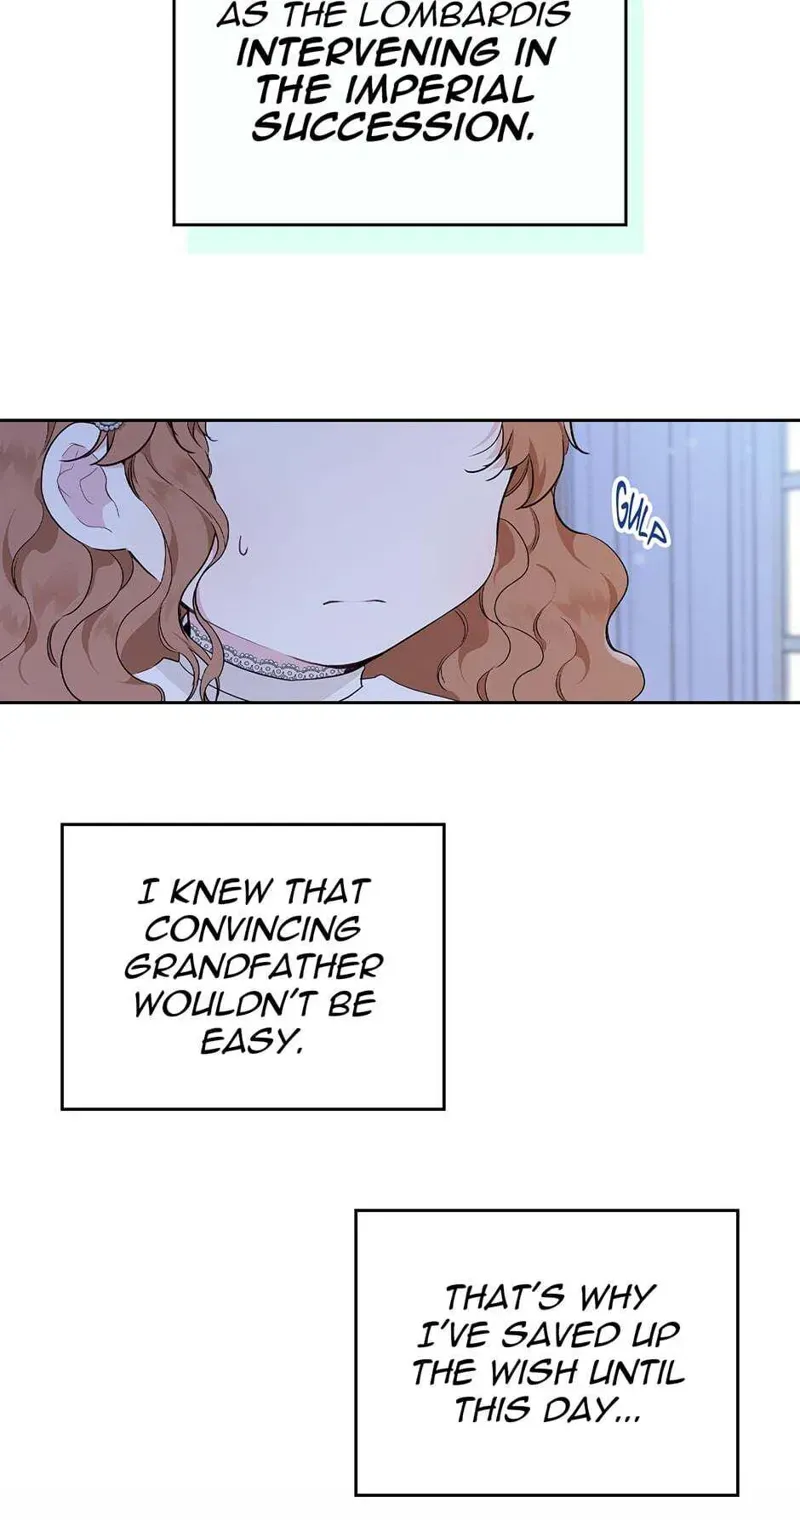 AS THE LOMBARDIS
INTERVENING IN
THE IMPERIAL
SUCCESSION.
GULP
I KNEW THAT
CONVINCING
GRANDFATHER
WOULDN'T BE
EASY.
THAT'S WHY
I'VE SAVED UP
THE WISH UNTIL
THIS DAY...